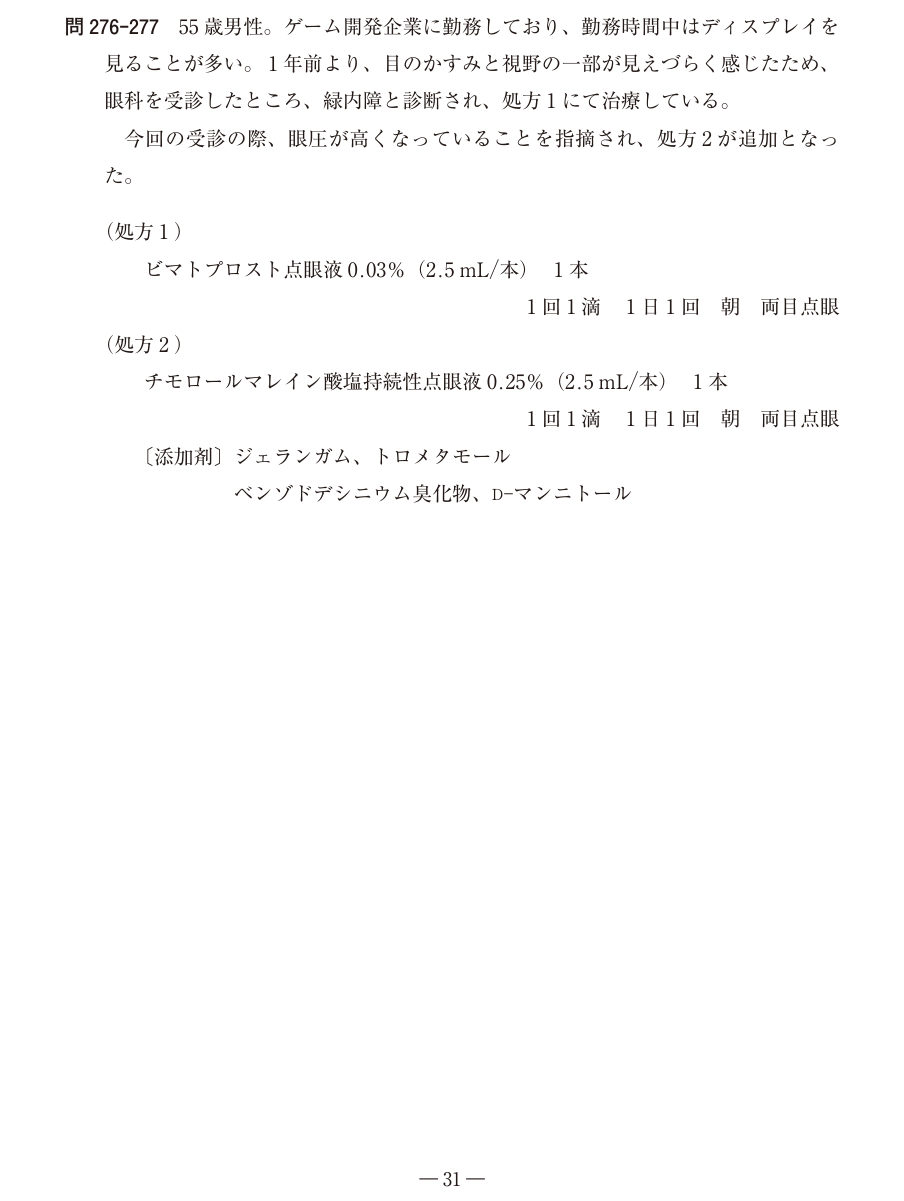 問 276-277　55 歳男性。ゲーム開発企業に勤務しており、勤務時間中はディスプレイを
見ることが多い。１年前より、目のかすみと視野の一部が見えづらく感じたため、
眼科を受診したところ、緑内障と診断され、処方１にて治療している。
今回の受診の際、眼圧が高くなっていることを指摘され、処方２が追加となっ
た。
（処方１）
ビマトプロスト点眼液 0.03%（2.5 mL/本）　１本
１回１滴　１日１回　朝　両目点眼
（処方２）
チモロールマレイン酸塩持続性点眼液 0.25%（2.5 mL/本）　１本
１回１滴　１日１回　朝　両目点眼
〔添加剤〕ジェランガム、トロメタモール
ベンゾドデシニウム臭化物、D-マンニトール
— 31 —